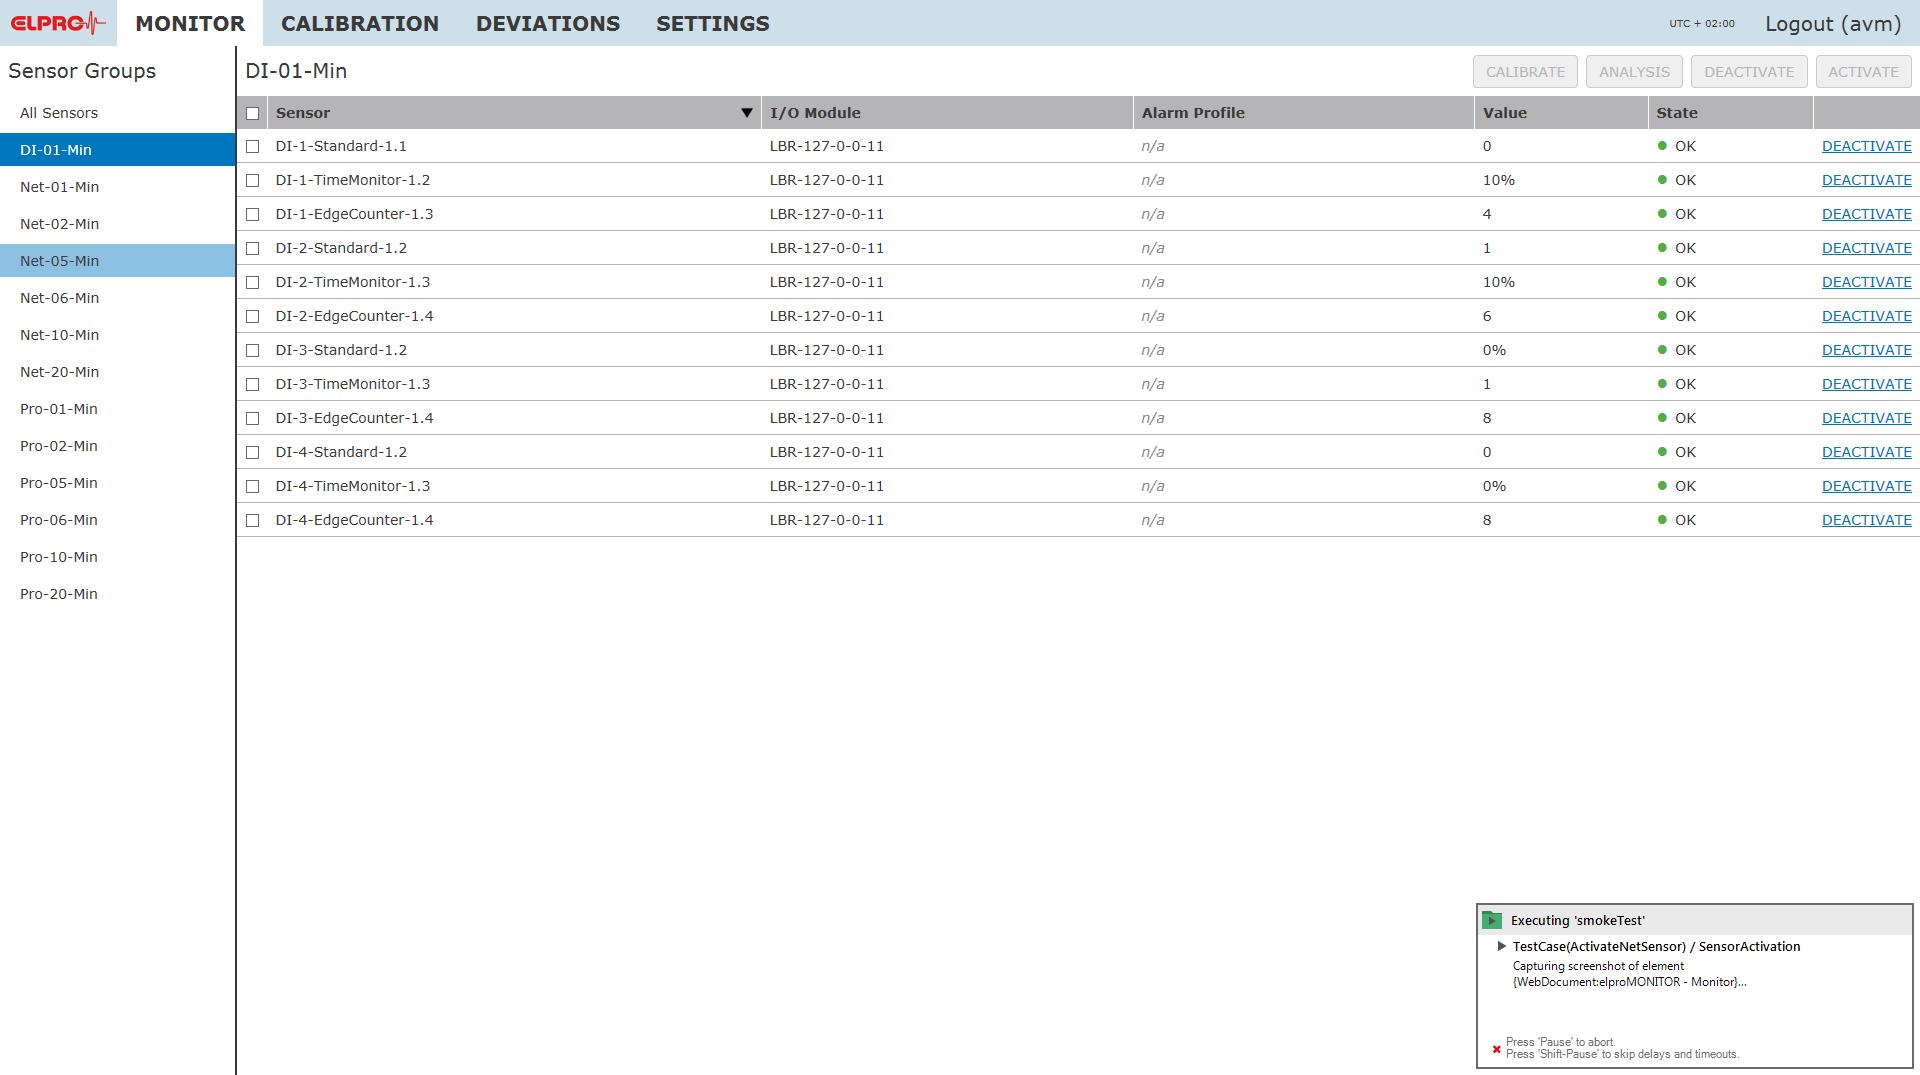 ELPRO MONITOR CALIBRATION DEVIATIONS SETTINGS UTC + 02:00 Logout (avm)
Sensor Groups
All Sensors
DI-01-Min
Net-01-Min
Net-02-Min
Net-05-Min
Net-06-Min
Net-10-Min
Net-20-Min
Pro-01-Min
Pro-02-Min
Pro-05-Min
Pro-06-Min
Pro-10-Min
Pro-20-Min
DI-01-Min CALIBRATE ANALYSIS DEACTIVATE ACTIVATE
Sensor I/O Module Alarm Profile Value State
DI-1-Standard-1.1 LBR-127-0-0-11 n/a 0 OK DEACTIVATE
DI-1-TimeMonitor-1.2 LBR-127-0-0-11 n/a 10% OK DEACTIVATE
DI-1-EdgeCounter-1.3 LBR-127-0-0-11 n/a 4 OK DEACTIVATE
DI-2-Standard-1.2 LBR-127-0-0-11 n/a 1 OK DEACTIVATE
DI-2-TimeMonitor-1.3 LBR-127-0-0-11 n/a 10% OK DEACTIVATE
DI-2-EdgeCounter-1.4 LBR-127-0-0-11 n/a 6 OK DEACTIVATE
DI-3-Standard-1.2 LBR-127-0-0-11 n/a 0% OK DEACTIVATE
DI-3-TimeMonitor-1.3 LBR-127-0-0-11 n/a 1 OK DEACTIVATE
DI-3-EdgeCounter-1.4 LBR-127-0-0-11 n/a 8 OK DEACTIVATE
DI-4-Standard-1.2 LBR-127-0-0-11 n/a 0 OK DEACTIVATE
DI-4-TimeMonitor-1.3 LBR-127-0-0-11 n/a 0% OK DEACTIVATE
DI-4-EdgeCounter-1.4 LBR-127-0-0-11 n/a 8 OK DEACTIVATE
Executing 'smokeTest'
TestCase(ActivateNetSensor) / SensorActivation
Capturing screenshot of element
{WebDocument:elproMONITOR - Monitor}...
Press 'Pause' to abort.
Press 'Shift-Pause' to skip delays and timeouts.